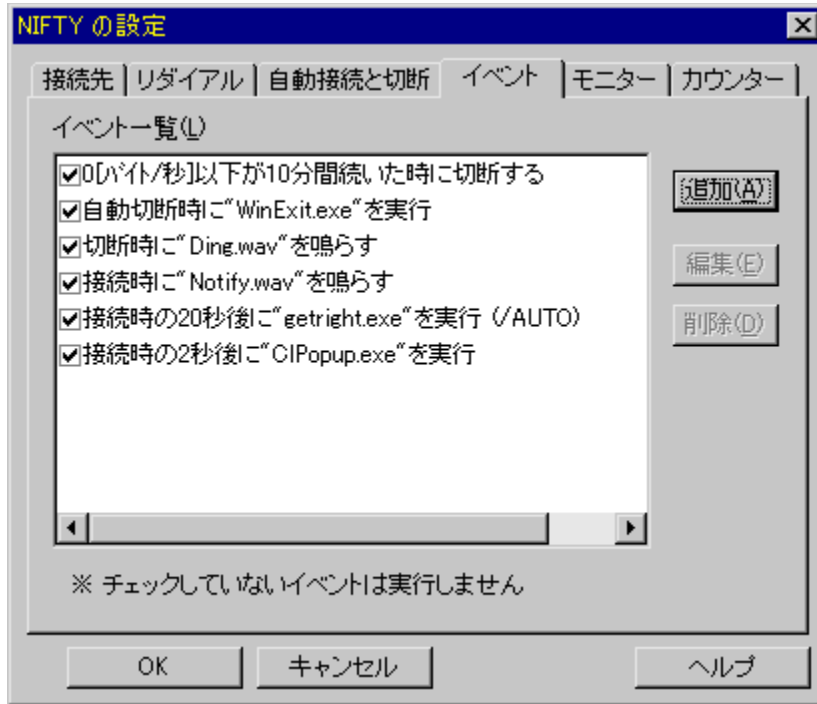 NIFTY の設定
接続先 リダイアル 自動接続と切断 イベント モニター カウンター
イベント一覧(L)
0[バイト/秒]以下が10分間続いた時に切断する
自動切断時に"WinExit.exe"を実行
切断時に"Ding.wav"を鳴らす
接続時に"Notify.wav"を鳴らす
接続時の20秒後に"getright.exe"を実行 (/AUTO)
接続時の2秒後に"CIPopup.exe"を実行
追加(A)
編集(E)
削除(D)
※ チェックしていないイベントは実行しません
OK キャンセル ヘルプ